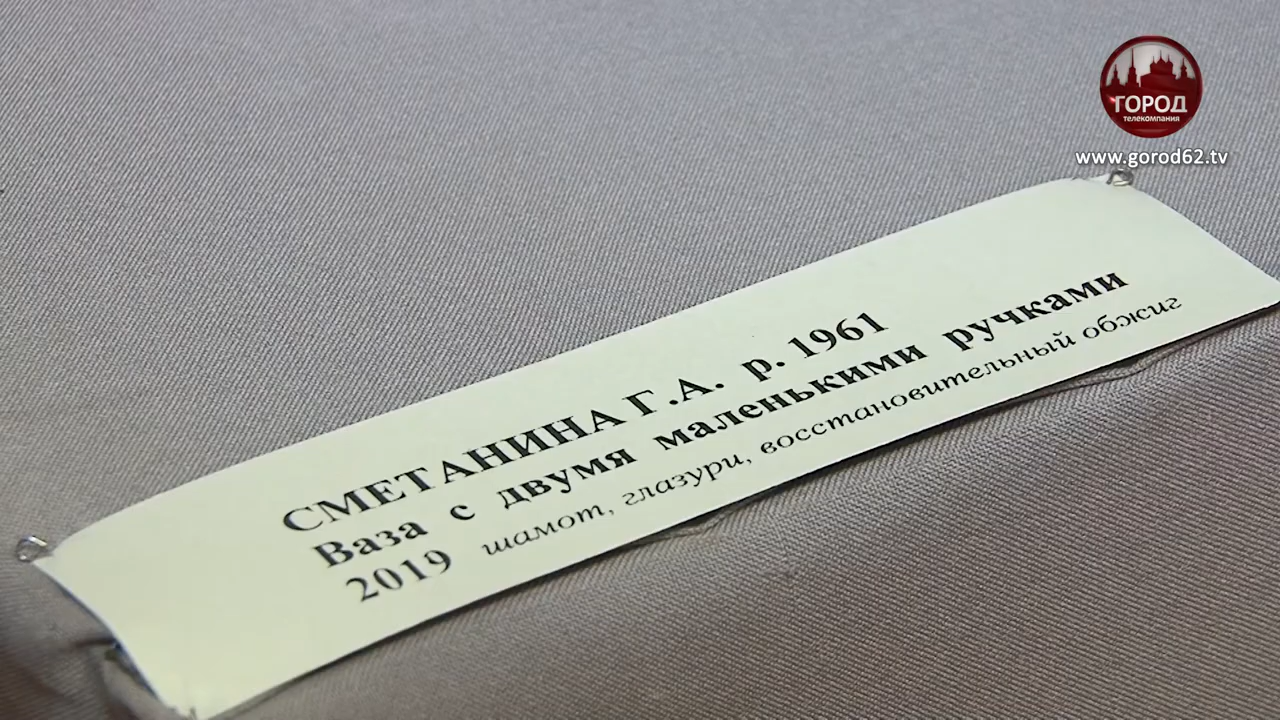 ГОРОД
телекомпания
www.gorod62.tv
СМЕТАНИНА Г .А. р. 1961
Ваза с двумя маленькими ручками
2019 шамот, глазури, восстановительный обжиг